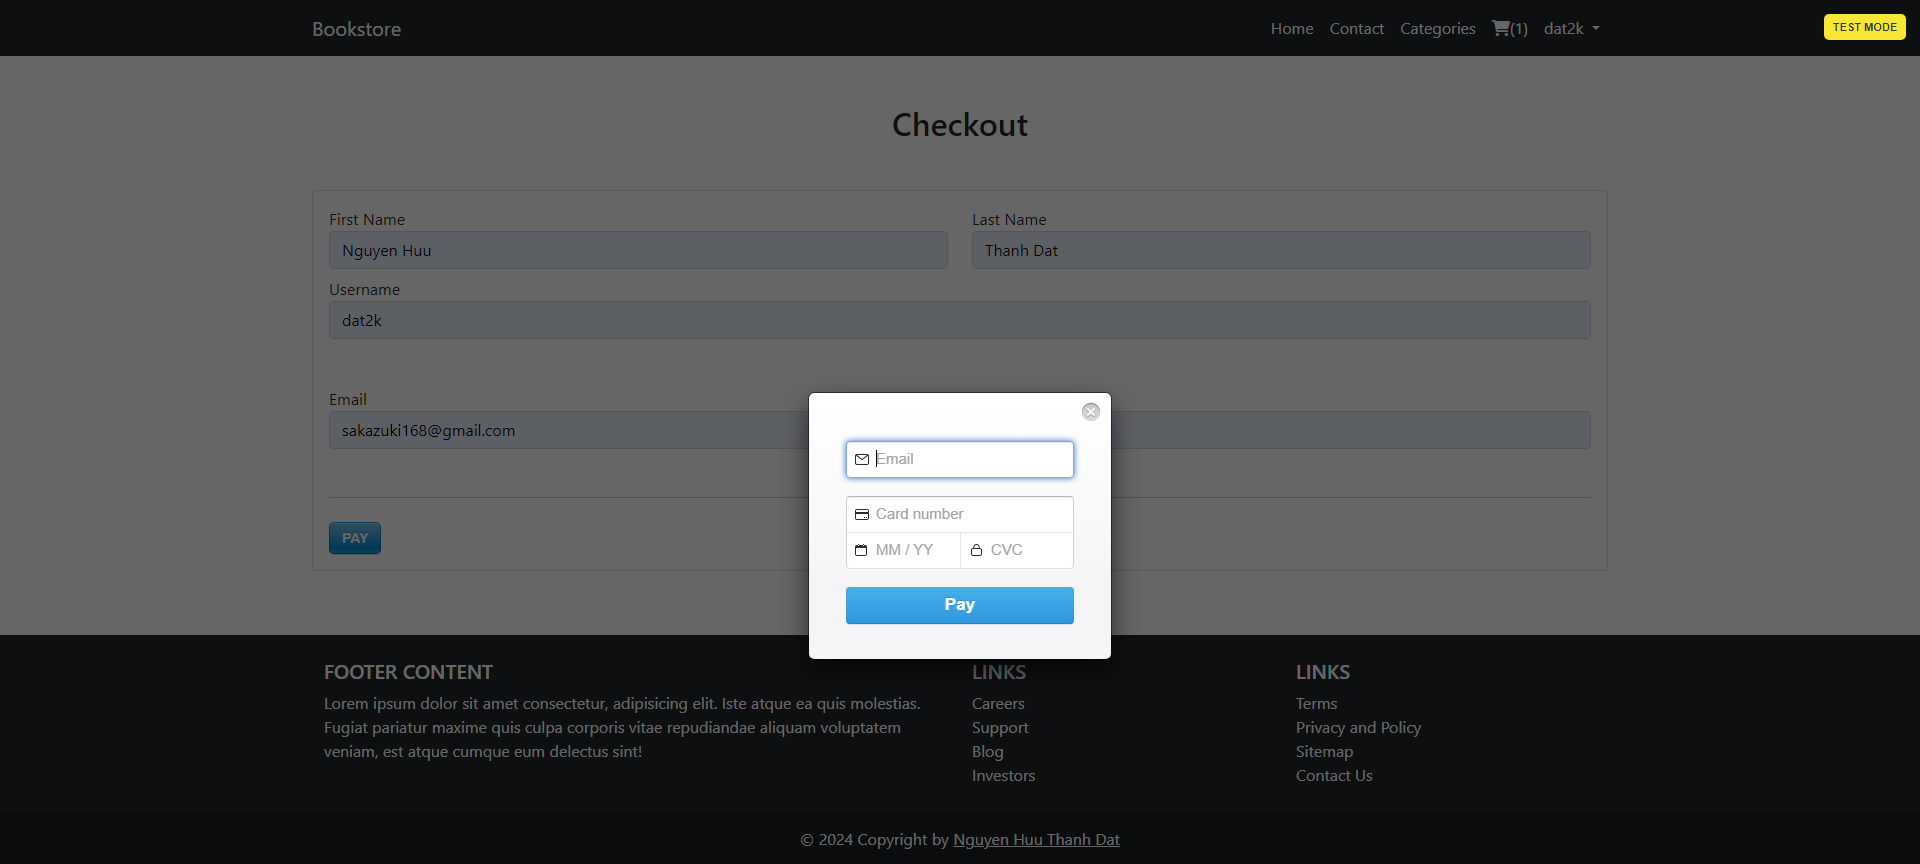 Bookstore
Home Contact Categories (1) dat2k
TEST MODE
Checkout
First Name Last Name
Nguyen Huu Thanh Dat
Username
dat2k
Email
sakazuki168@gmail.com
PAY
Email
Card number
MM / YY CVC
Pay
FOOTER CONTENT
Lorem ipsum dolor sit amet consectetur, adipisicing elit. Iste atque ea quis molestias.
Fugiat pariatur maxime quis culpa corporis vitae repudiandae aliquam voluptatem
veniam, est atque cumque eum delectus sint!
LINKS
Careers
Support
Blog
Investors
LINKS
Terms
Privacy and Policy
Sitemap
Contact Us
© 2024 Copyright by Nguyen Huu Thanh Dat